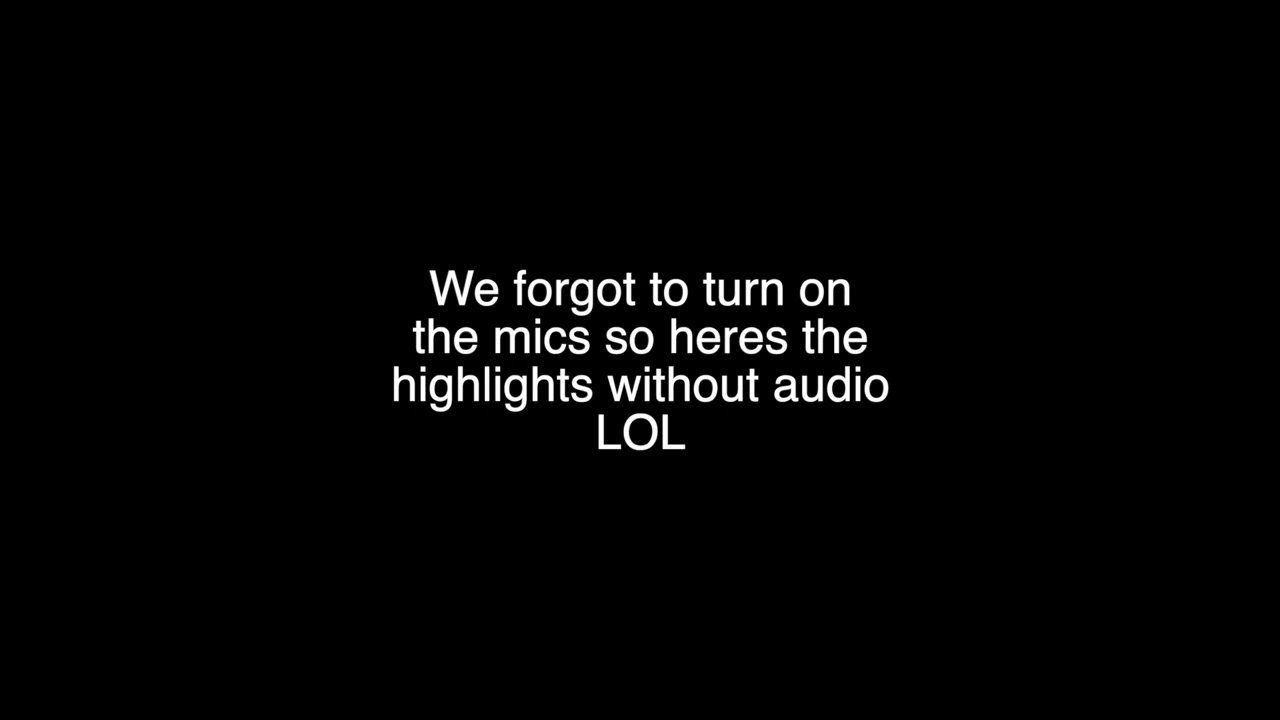 We forgot to turn on
the mics so heres the
highlights without audio
LOL